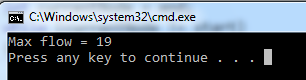 C:\Windows\system32\cmd.exe
Max flow = 19
Press any key to continue . . .